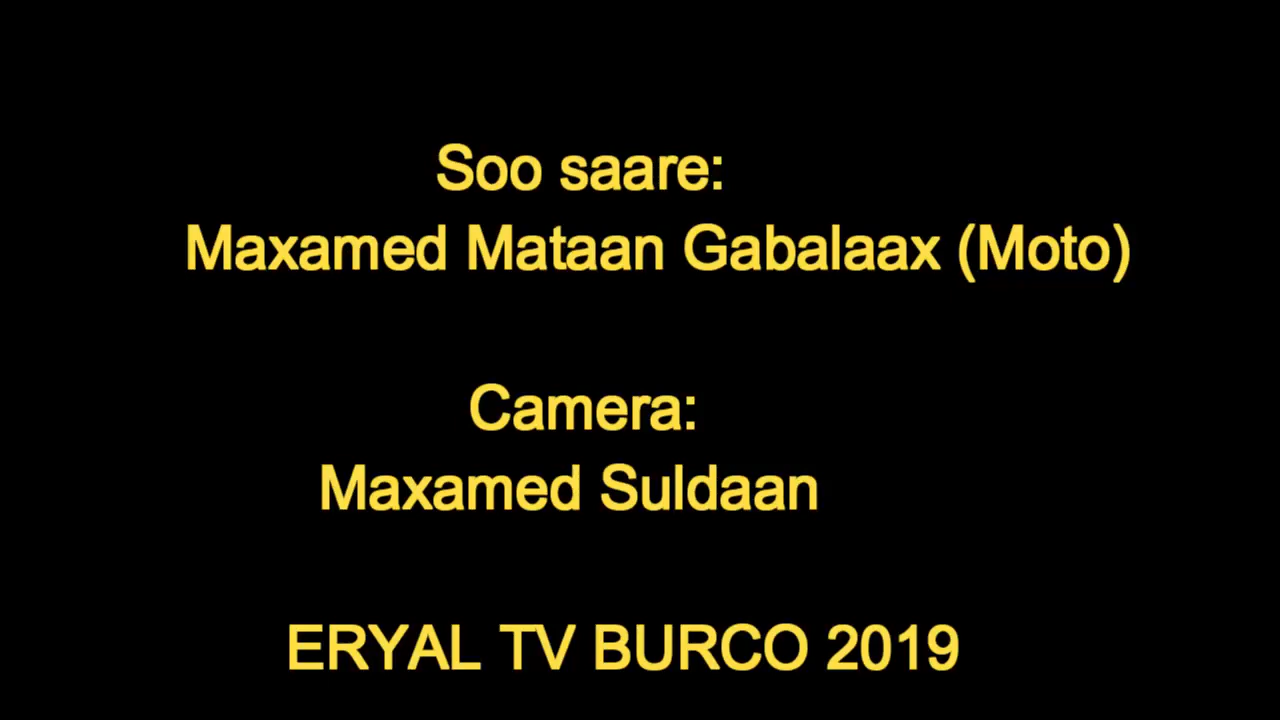 Soo saare:
Maxamed Mataan Gabalaax (Moto)
Camera:
Maxamed Suldaan
ERYAL TV BURCO 2019